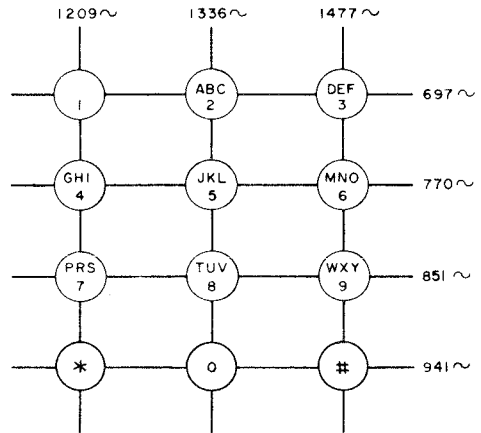 1209~ 1336~ 1477~
1 ABC DEF
2 3 697~
GHI JKL MNO
4 5 6 770~
PRS TUV WXY
7 8 9 851~
* 0 # 941~